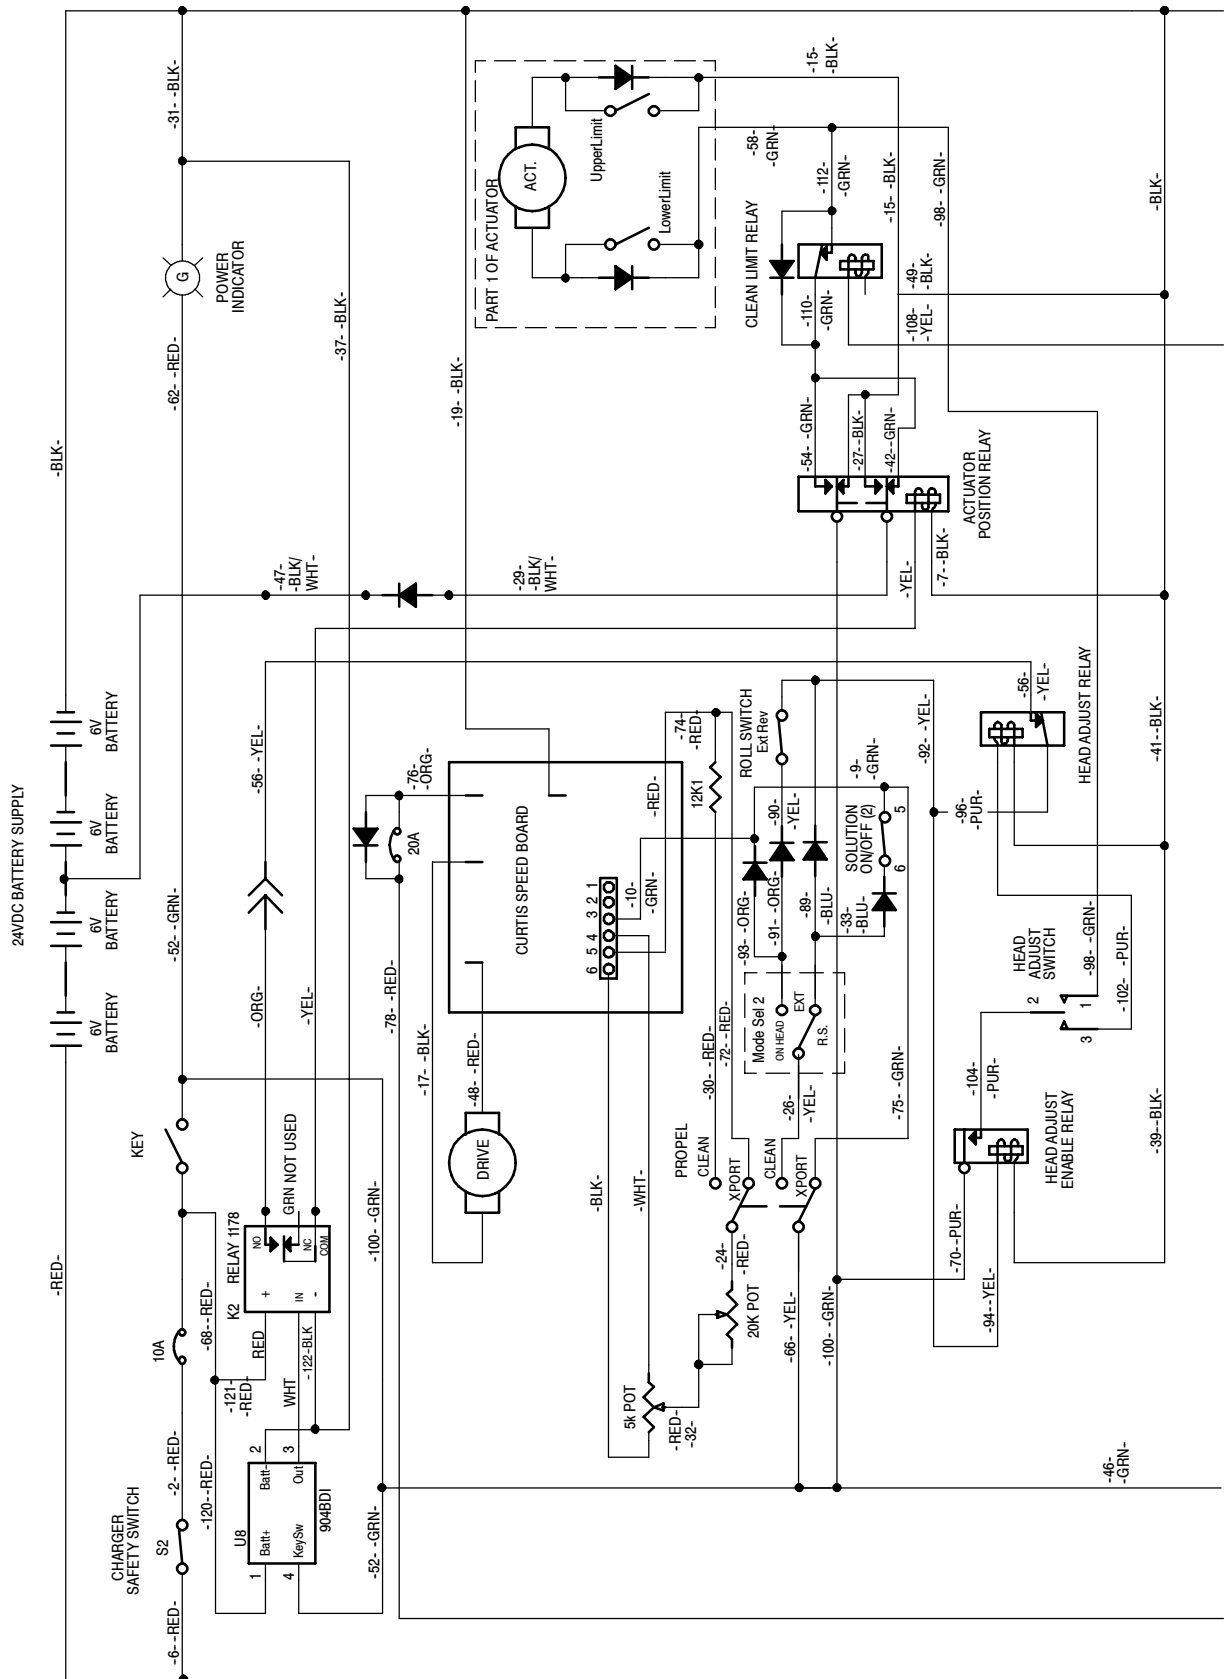 24VDC BATTERY SUPPLY
-RED-
6V
BATTERY
6V
BATTERY
6V
BATTERY
6V
BATTERY
-BLK-
CHARGER
SAFETY SWITCH
-6--RED-
S2
-2- -RED-
10A
KEY
-52- -GRN-
-62- -RED-
G
POWER
INDICATOR
-31- -BLK-
-120--RED-
-68--RED-
-121-
-RED-
U8
Batt+
Batt-
KeySw
Out
904BDI
1
2
3
4
RED
WHT
-122-BLK
K2
RELAY 1178
+
IN
-
NO
NC
COM
GRN NOT USED
-ORG-
-YEL-
-56- -YEL-
-47-
-BLK/
WHT-
-37- -BLK-
-52- -GRN-
-100- -GRN-
-78- -RED-
20A
-76-
-ORG-
-17- -BLK-
-48- -RED-
DRIVE
CURTIS SPEED BOARD
6
5
4
3
2
1
-19- -BLK-
-29-
-BLK/
WHT-
PART 1 OF ACTUATOR
ACT.
UpperLimit
LowerLimit
-15-
-BLK-
-58-
-GRN-
-BLK-
-WHT-
5k POT
-RED-
-32-
20K POT
-24-
-RED-
PROPEL
CLEAN
XPORT
CLEAN
XPORT
-30- -RED-
-72--RED-
-10-
-GRN-
-RED-
-74-
-RED-
12K1
Mode Sel 2
ON HEAD
EXT
R.S.
-26-
-YEL-
-93- -ORG-
-91- -ORG-
-90-
-YEL-
-89-
-BLU-
-33-
-BLU-
ROLL SWITCH
Ext Rev
SOLUTION
ON/OFF (2)
6
5
-9-
-GRN-
-75- -GRN-
-66- -YEL-
-100- -GRN-
-46-
-GRN-
CLEAN LIMIT RELAY
-112-
-GRN-
-110-
-GRN-
-15- -BLK-
-98- -GRN-
-49-
-BLK-
-108-
-YEL-
-54- -GRN-
-27--BLK-
-42--GRN-
ACTUATOR
POSITION RELAY
-YEL-
-7--BLK-
-92- -YEL-
-96-
-PUR-
-56-
-YEL-
HEAD ADJUST RELAY
-70--PUR-
-94--YEL-
-104-
-PUR-
HEAD ADJUST
ENABLE RELAY
HEAD
ADJUST
SWITCH
2
3
1
-98- -GRN-
-102- -PUR-
-39--BLK-
-41--BLK-
-BLK-